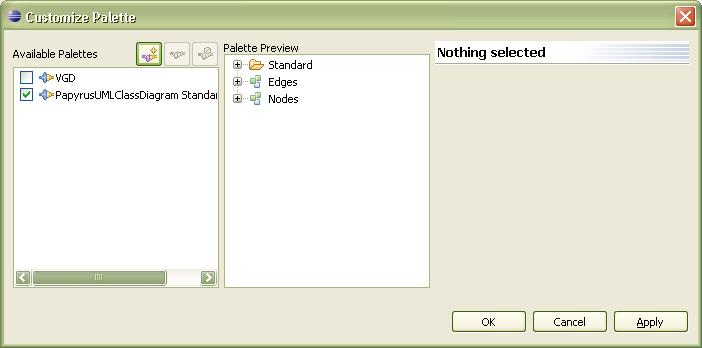 Customize Palette
Available Palettes
VGD
PapyrusUMLClassDiagram Standar
Palette Preview
Standard
Edges
Nodes
Nothing selected
OK
Cancel
Apply